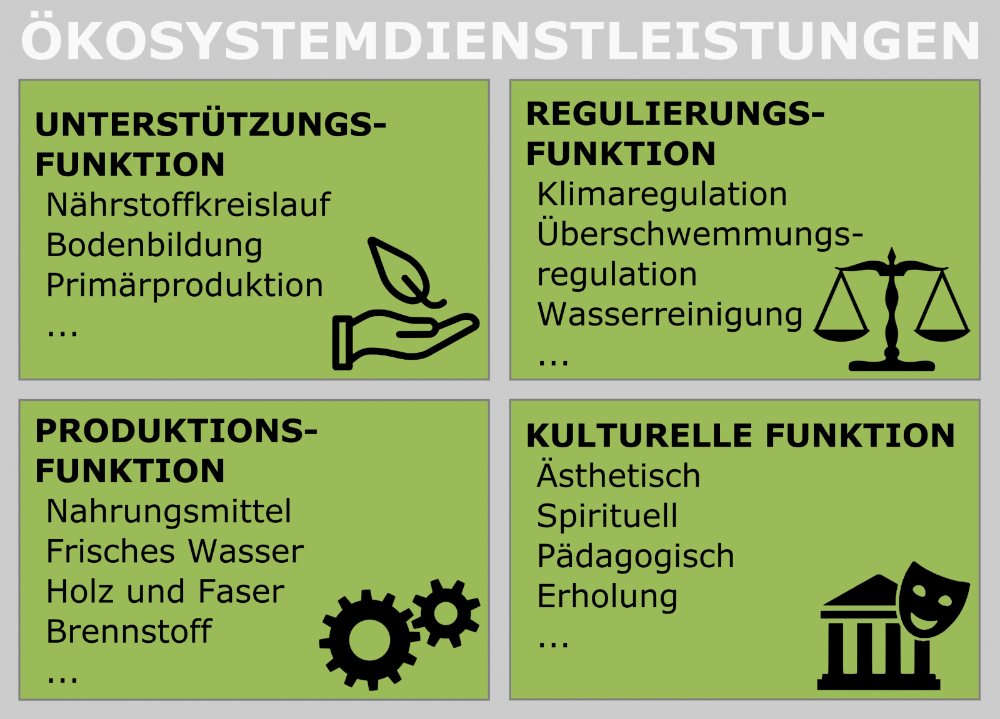 ÖKOSYSTEMDIENSTLEISTUNGEN
UNTERSTÜTZUNGS-
FUNKTION
Nährstoffkreislauf
Bodenbildung
Primärproduktion
...
REGULIERUNGS-
FUNKTION
Klimaregulation
Überschwemmungs-
regulation
Wasserreinigung
...
PRODUKTIONS-
FUNKTION
Nahrungsmittel
Frisches Wasser
Holz und Faser
Brennstoff
...
KULTURELLE FUNKTION
Ästhetisch
Spirituell
Pädagogisch
Erholung
...